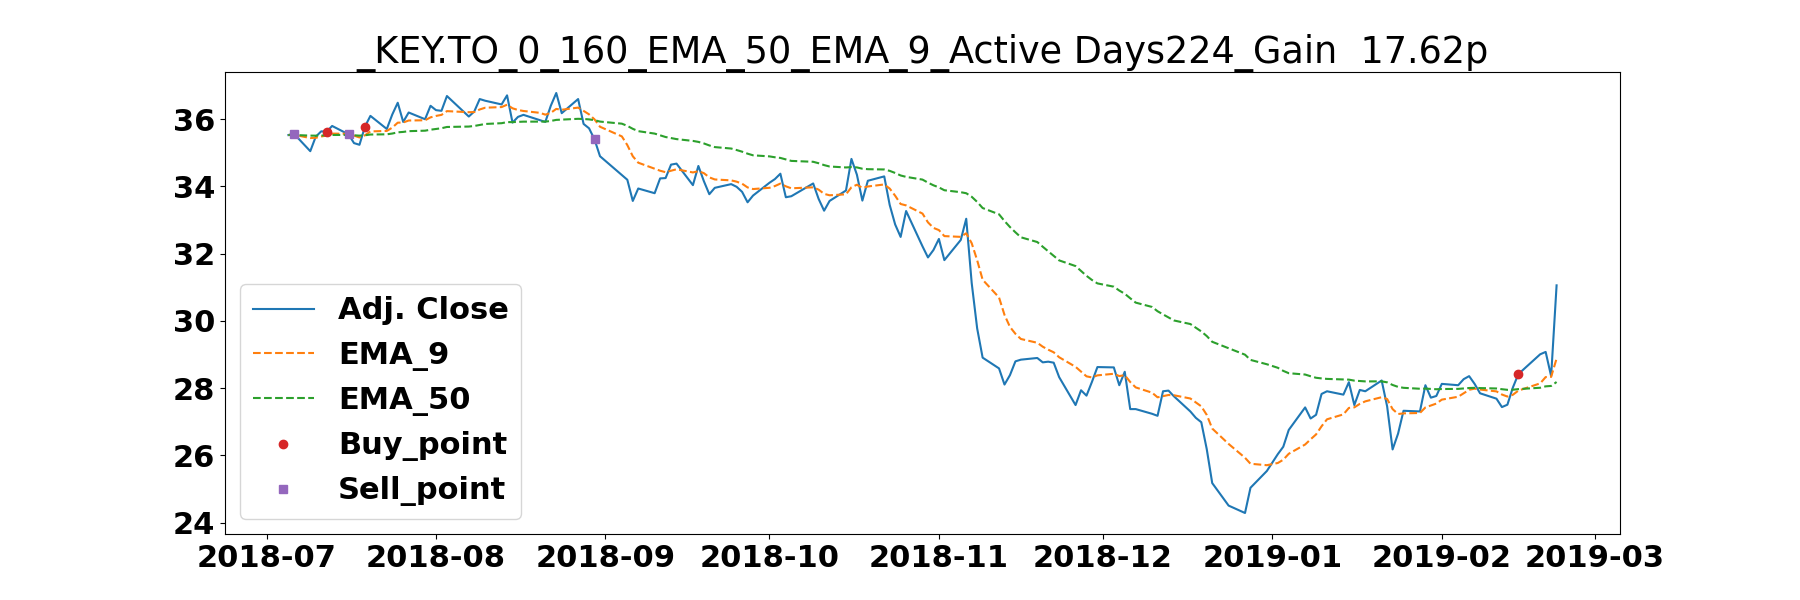 _KEY.TO_0_160_EMA_50_EMA_9_Active Days224_Gain  17.62p
36
34
32
30
28
26
24
Adj. Close
EMA_9
EMA_50
Buy_point
Sell_point
2018-07 2018-08 2018-09 2018-10 2018-11 2018-12 2019-01 2019-02 2019-03